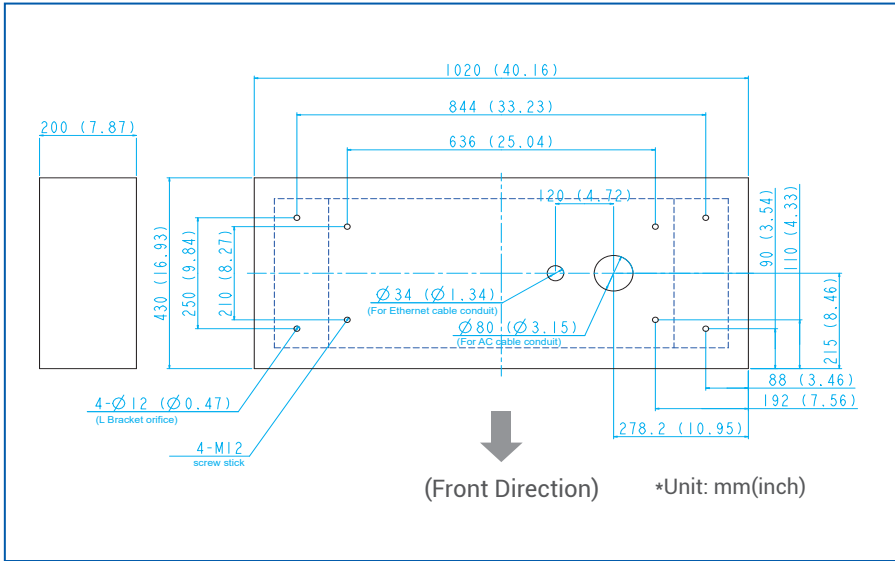 1020 (40.16)
844 (33.23)
200 (7.87)
636 (25.04)
120 (4.72)
430 (16.93)
250 (9.84)
210 (8.27)
90 (3.54)
110 (4.33)
215 (8.46)
Ø34 (Ø1.34)
(For Ethernet cable conduit)
Ø80 (Ø3.15)
(For AC cable conduit)
88 (3.46)
192 (7.56)
278.2 (10.95)
4-Ø12 (Ø0.47)
(L Bracket orifice)
4-M12
screw stick
(Front Direction)
*Unit: mm(inch)